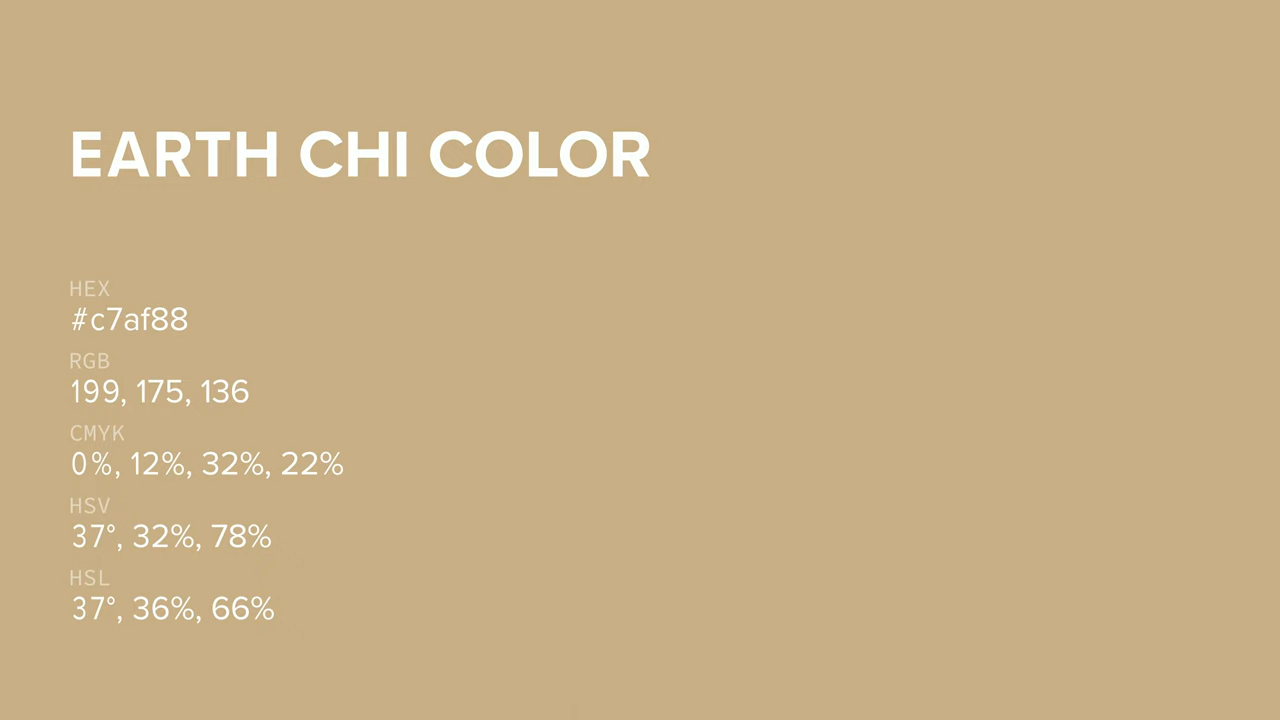 EARTH CHI COLOR
HEX
#c7af88
RGB
199, 175, 136
CMYK
0%, 12%, 32%, 22%
HSV
37°, 32%, 78%
HSL
37°, 36%, 66%